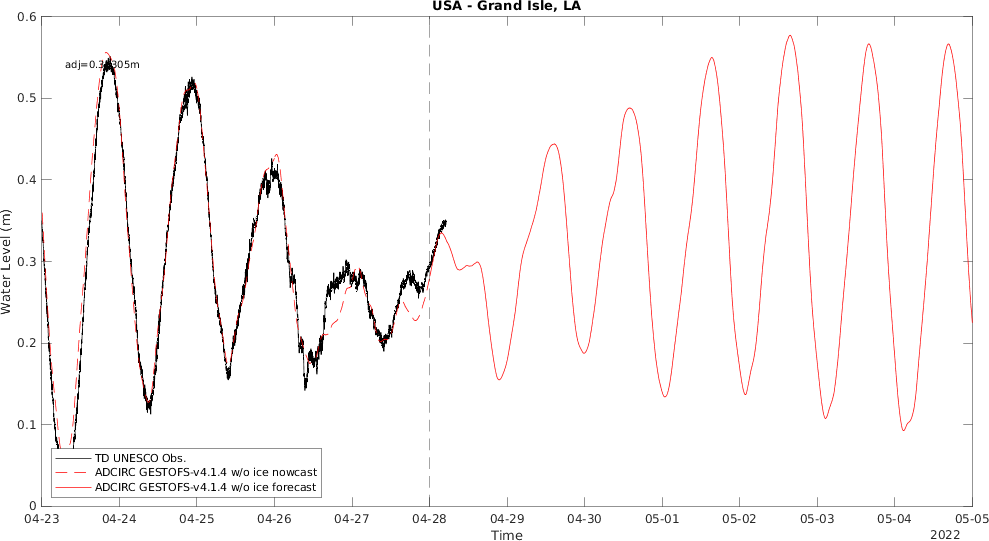 USA - Grand Isle, LA
0.6
0.5
0.4
0.3
0.2
0.1
0
Water Level (m)
TD UNESCO Obs.
ADCIRC GESTOFS-v4.1.4 w/o ice nowcast
ADCIRC GESTOFS-v4.1.4 w/o ice forecast
04-23 04-24 04-25 04-26 04-27 04-28 04-29 04-30 05-01 05-02 05-03 05-04 05-05
Time
2022